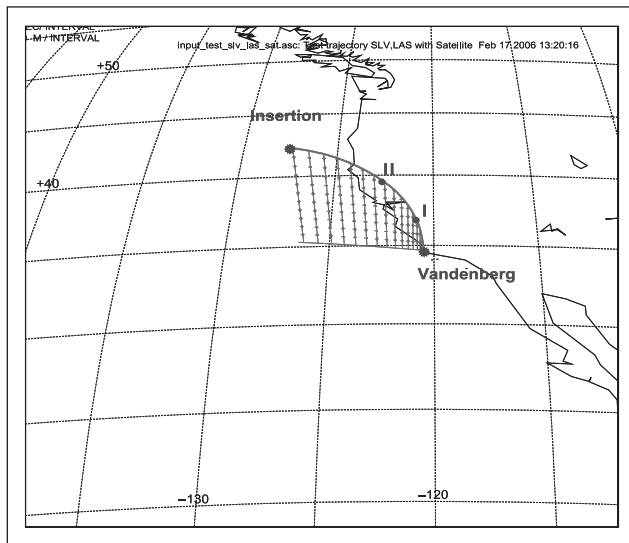 M / INTERVAL
input_test_slv_las_sat.asc: Test trajectory SLV,LAS with Satellite Feb 17 2006 13:20:16
+50
Insertion
+40
II
I
Vandenberg
−130
−120